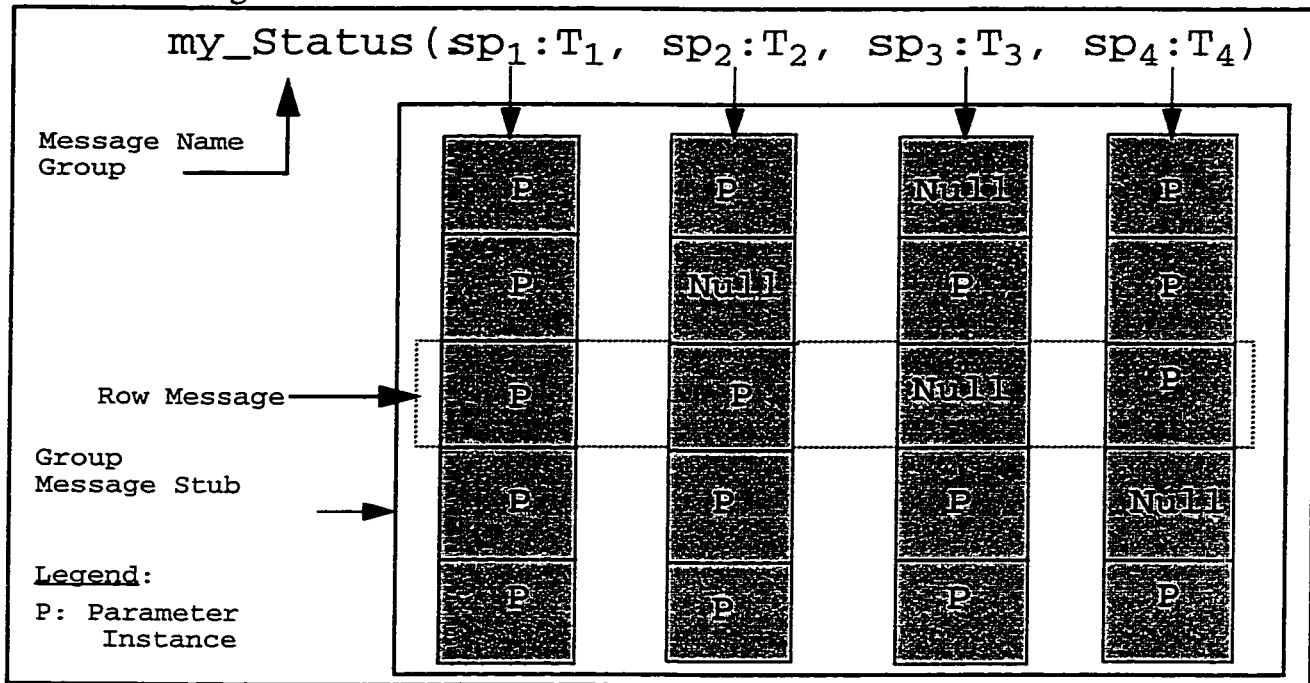 my_Status(sp1:T1, sp2:T2, sp3:T3, sp4:T4)
Message Name
Group
P P Null P
P Null P P
Row Message
P P Null P
Group
Message Stub
P P P Null
Legend:
P: Parameter
Instance
P P P P